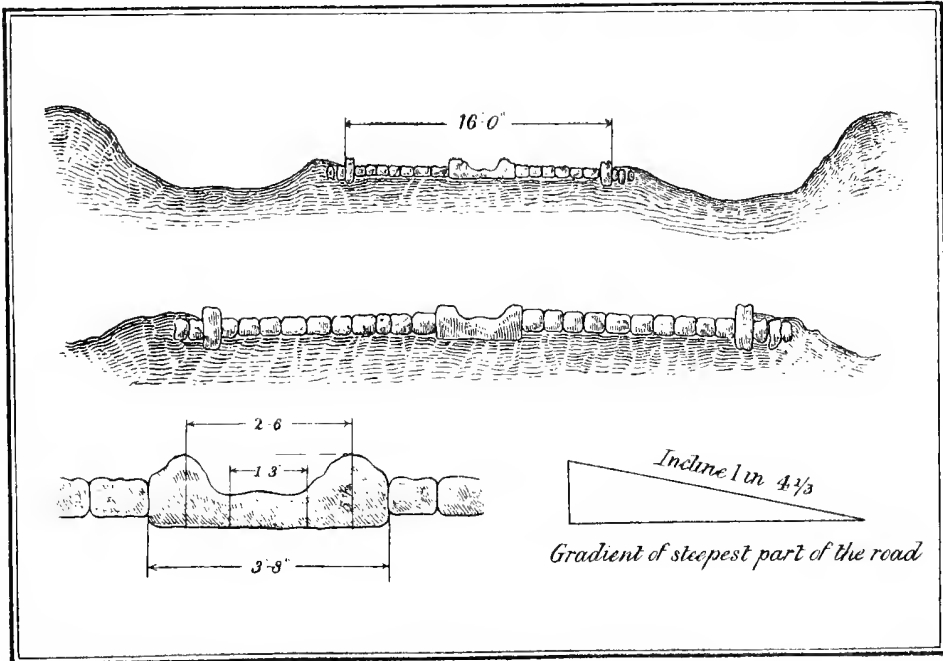 16'0"
2-6
1 3
3'-8"
Incline 1 in 4 1/3
Gradient of steepest part of the road